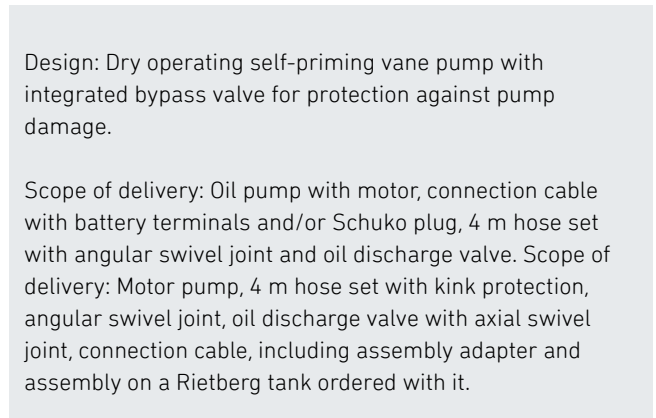 Design: Dry operating self-priming vane pump with
integrated bypass valve for protection against pump
damage.
Scope of delivery: Oil pump with motor, connection cable
with battery terminals and/or Schuko plug, 4 m hose set
with angular swivel joint and oil discharge valve. Scope of
delivery: Motor pump, 4 m hose set with kink protection,
angular swivel joint, oil discharge valve with axial swivel
joint, connection cable, including assembly adapter and
assembly on a Rietberg tank ordered with it.